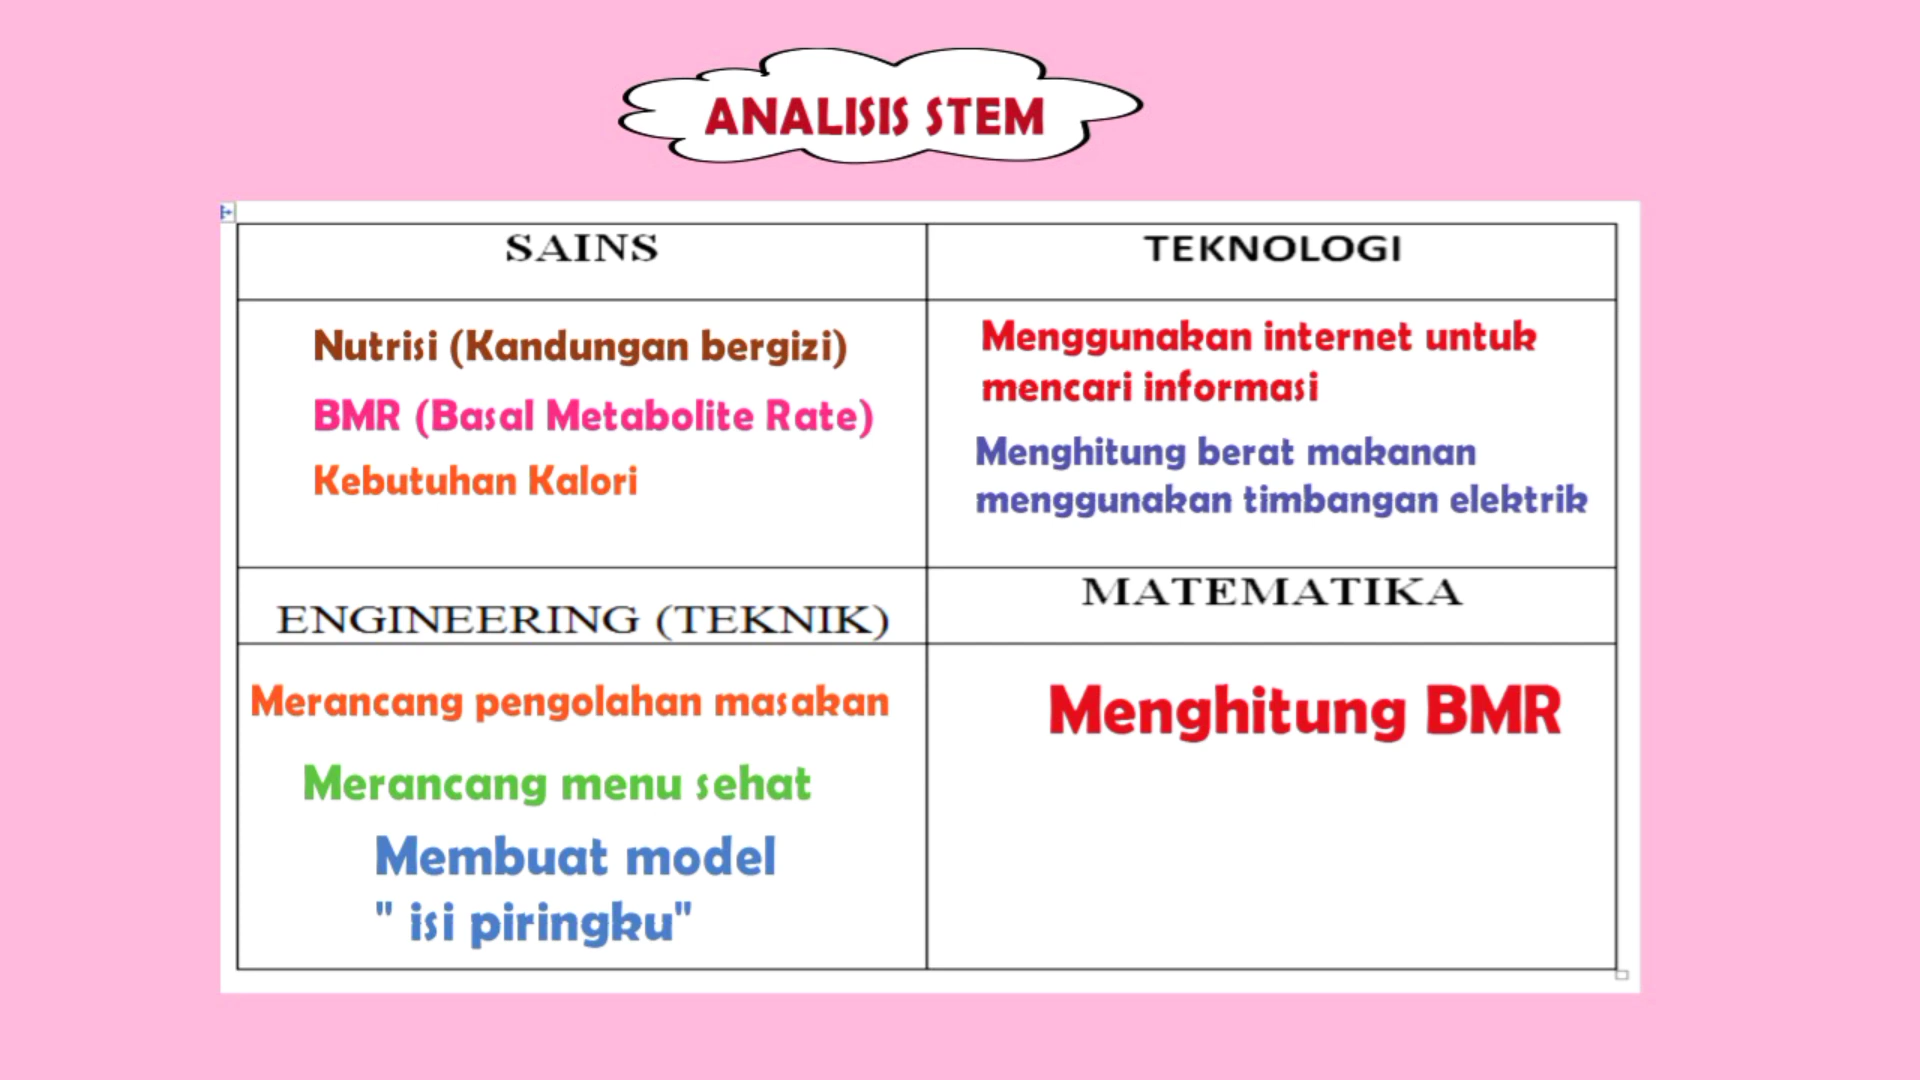 ANALISIS STEM
SAINS
Nutrisi (Kandungan bergizi)
BMR (Basal Metabolite Rate)
Kebutuhan Kalori
TEKNOLOGI
Menggunakan internet untuk
mencari informasi
Menghitung berat makanan
menggunakan timbangan elektrik
ENGINEERING (TEKNIK)
Merancang pengolahan masakan
Merancang menu sehat
Membuat model
" isi piringku"
MATEMATIKA
Menghitung BMR